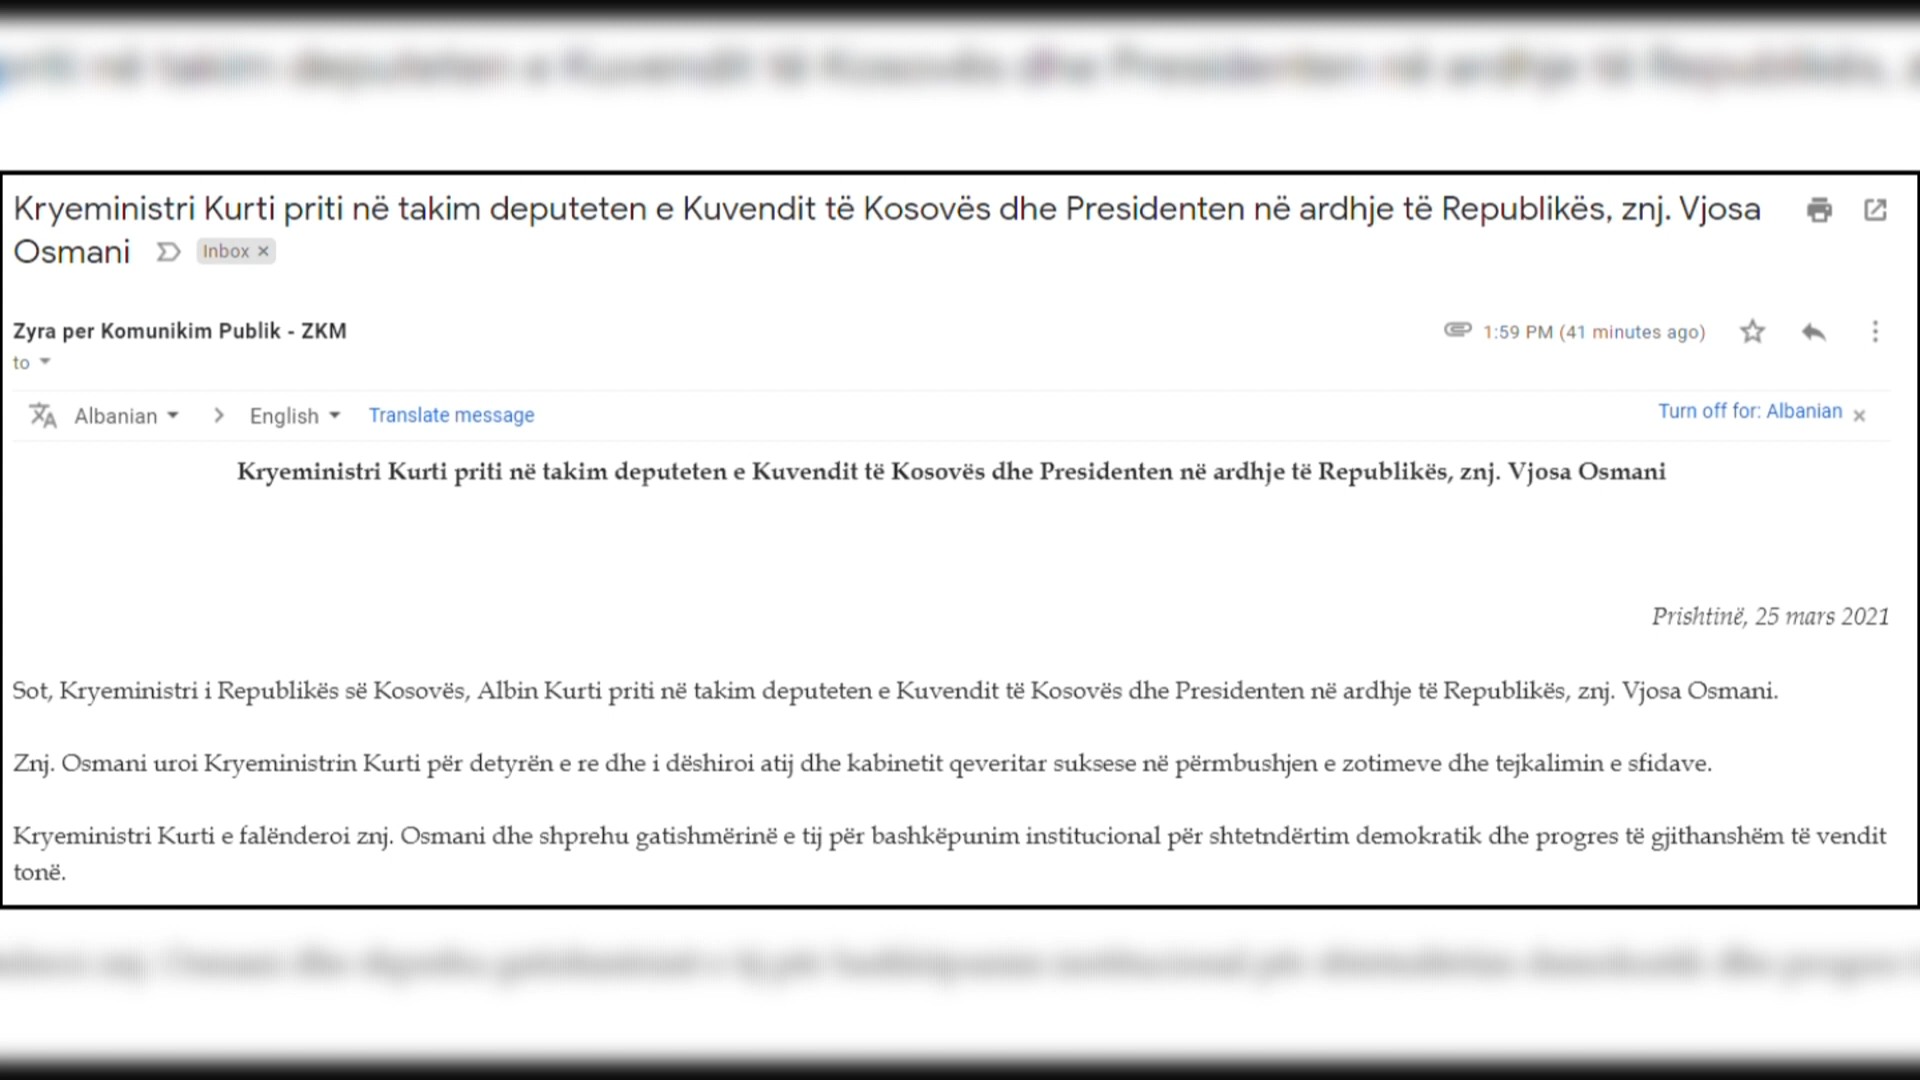 Kryeministri Kurti priti në takim deputeten e Kuvendit të Kosovës dhe Presidenten në ardhje të Republikës, znj. Vjosa
Osmani Inbox ×
Zyra per Komunikim Publik - ZKM
1:59 PM (41 minutes ago)
to
Albanian > English Translate message
Turn off for: Albanian ×
Kryeministri Kurti priti në takim deputeten e Kuvendit të Kosovës dhe Presidenten në ardhje të Republikës, znj. Vjosa Osmani
Prishtinë, 25 mars 2021
Sot, Kryeministri i Republikës së Kosovës, Albin Kurti priti në takim deputeten e Kuvendit të Kosovës dhe Presidenten në ardhje të Republikës, znj. Vjosa Osmani.
Znj. Osmani uroi Kryeministrin Kurti për detyrën e re dhe i dëshiroi atij dhe kabinetit qeveritar suksese në përmbushjen e zotimeve dhe tejkalimin e sfidave.
Kryeministri Kurti e falënderoi znj. Osmani dhe shprehu gatishmërinë e tij për bashkëpunim institucional për shtetndërtim demokratik dhe progres të gjithanshëm të vendit
tonë.